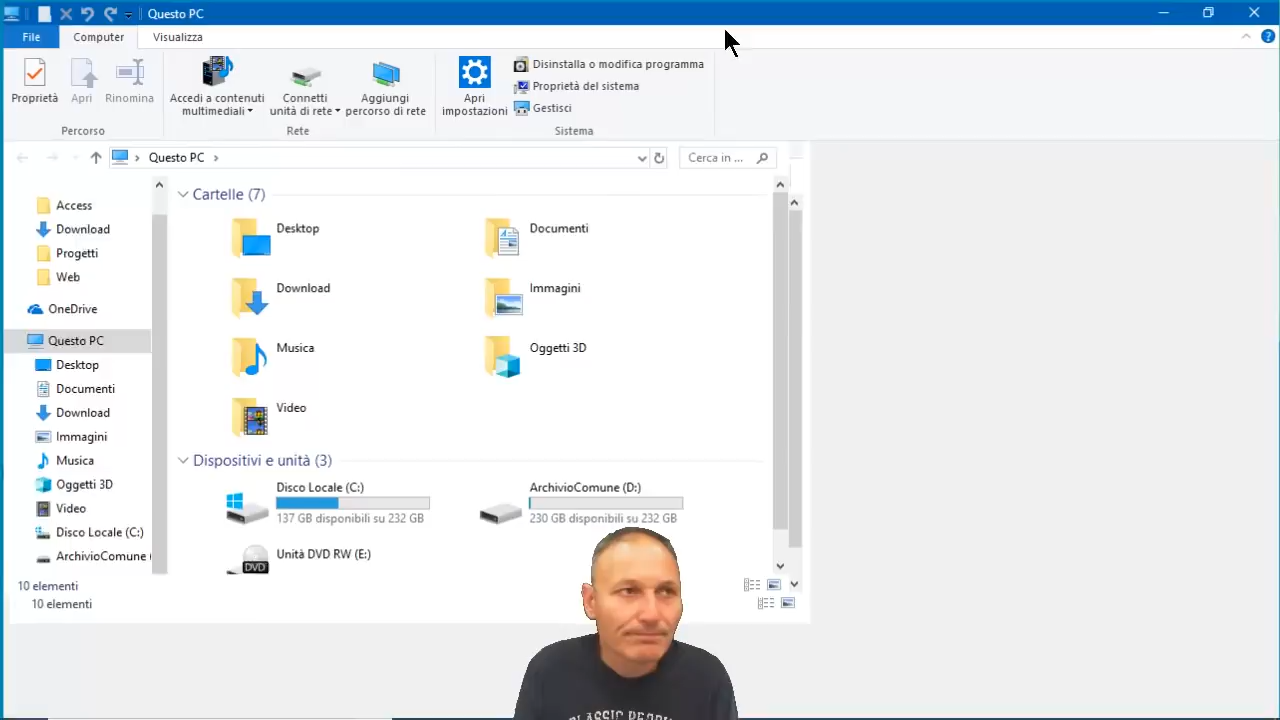 Questo PC
File Computer Visualizza
Proprietà Apri Rinomina
Percorso
Accedi a contenuti multimediali
Connetti unità di rete
Aggiungi percorso di rete
Rete
Apri impostazioni
Disinstalla o modifica programma
Proprietà del sistema
Gestisci
Sistema
Questo PC
Cerca in ...
Access
Download
Progetti
Web
OneDrive
Questo PC
Desktop
Documenti
Download
Immagini
Musica
Oggetti 3D
Video
Disco Locale (C:)
ArchivioComune (
Cartelle (7)
Desktop
Documenti
Download
Immagini
Musica
Oggetti 3D
Video
Dispositivi e unità (3)
Disco Locale (C:)
137 GB disponibili su 232 GB
ArchivioComune (D:)
230 GB disponibili su 232 GB
Unità DVD RW (E:)
DVD
10 elementi
10 elementi